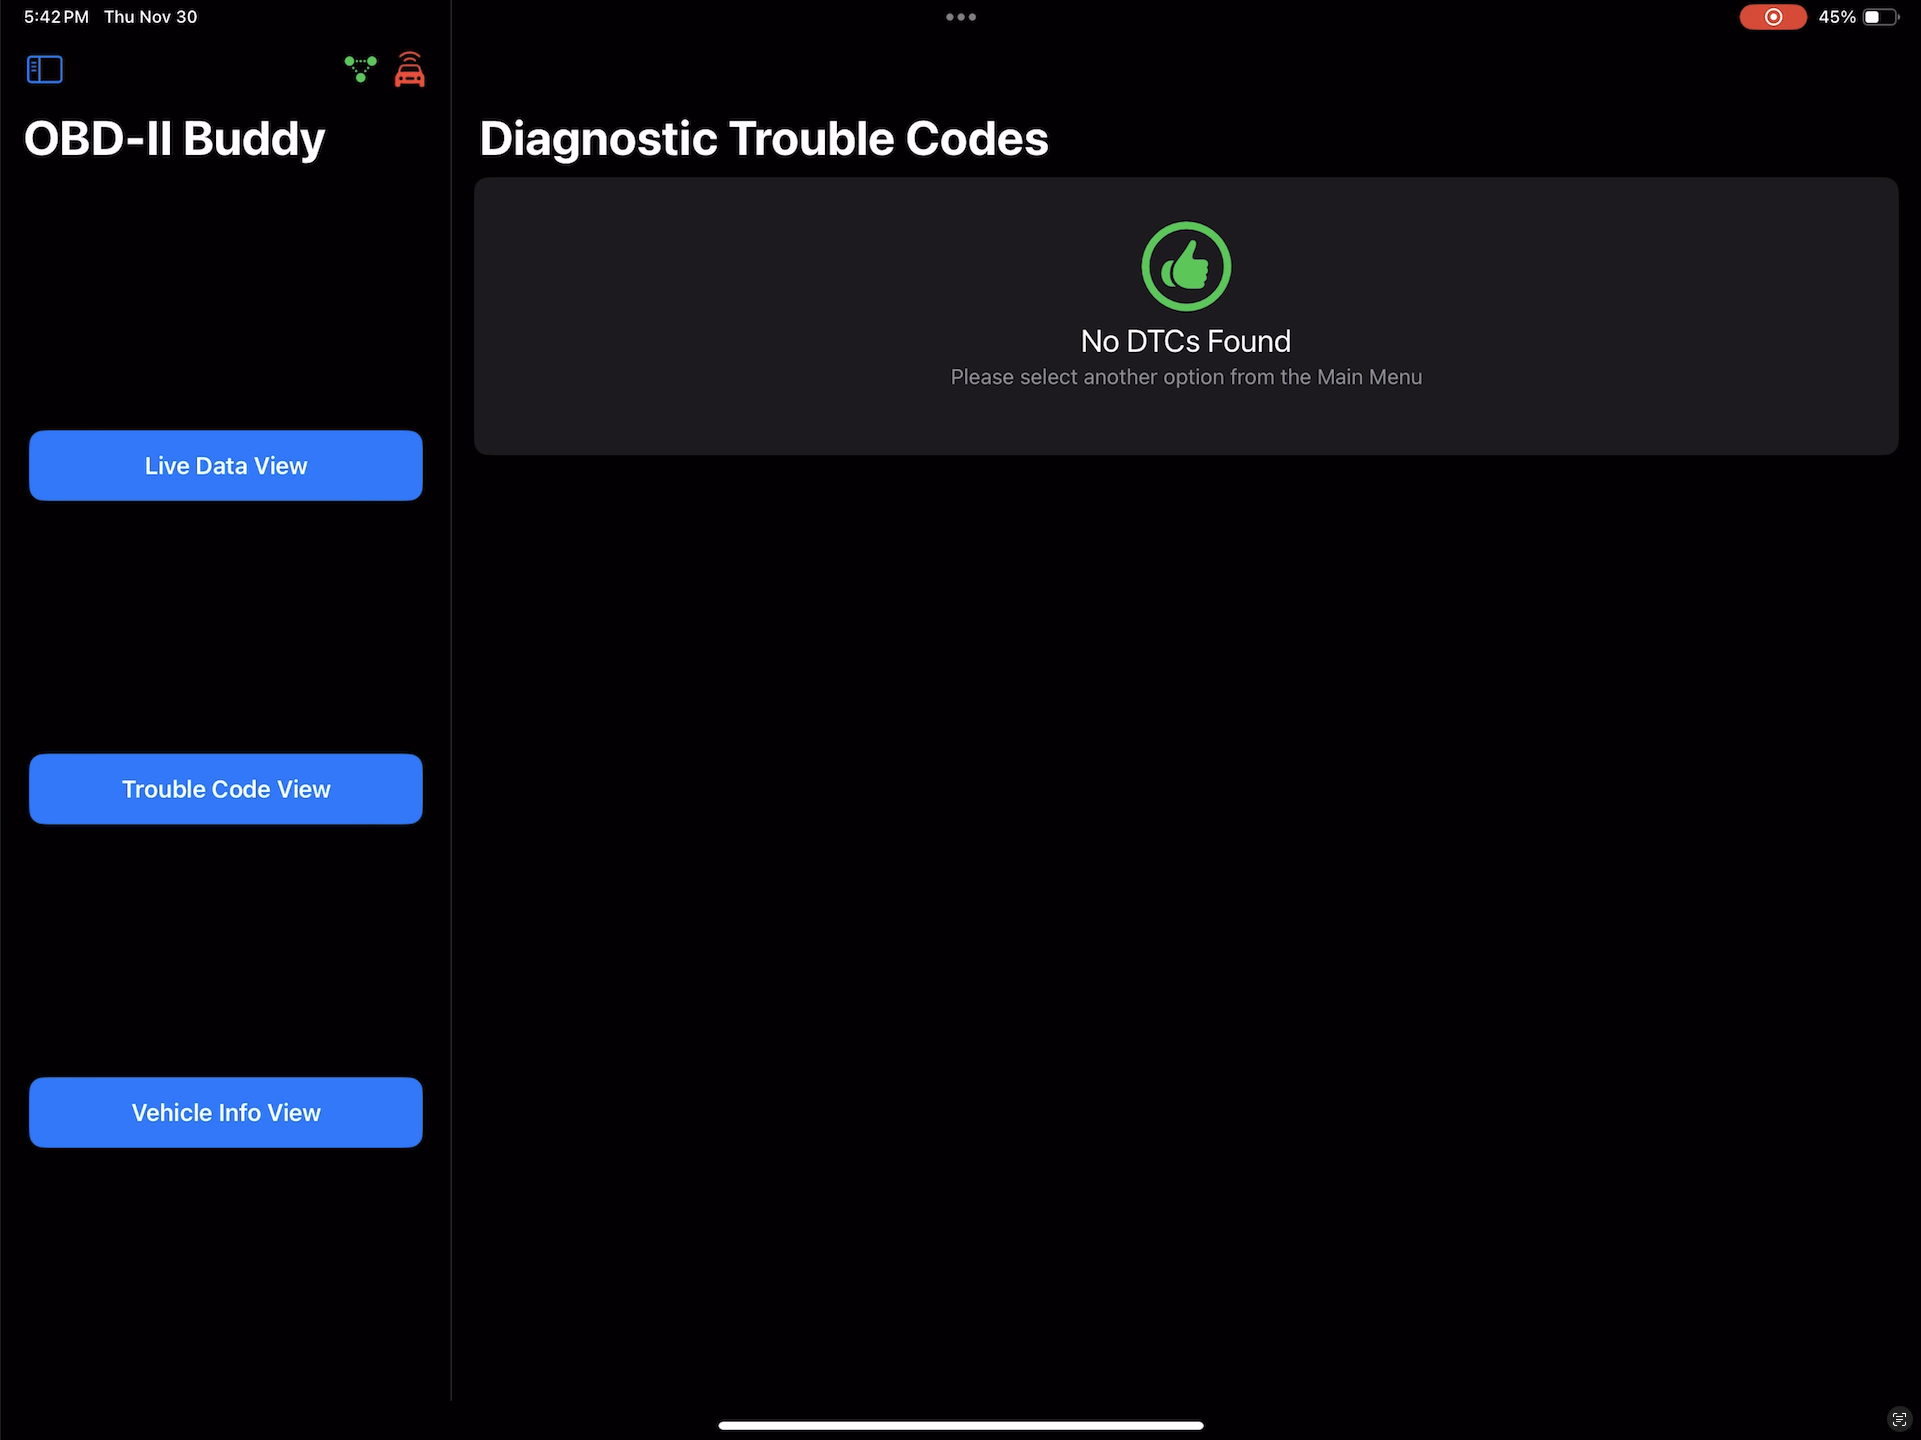 5:42 PM Thu Nov 30
45%
OBD-II Buddy
Diagnostic Trouble Codes
No DTCs Found
Please select another option from the Main Menu
Live Data View
Trouble Code View
Vehicle Info View